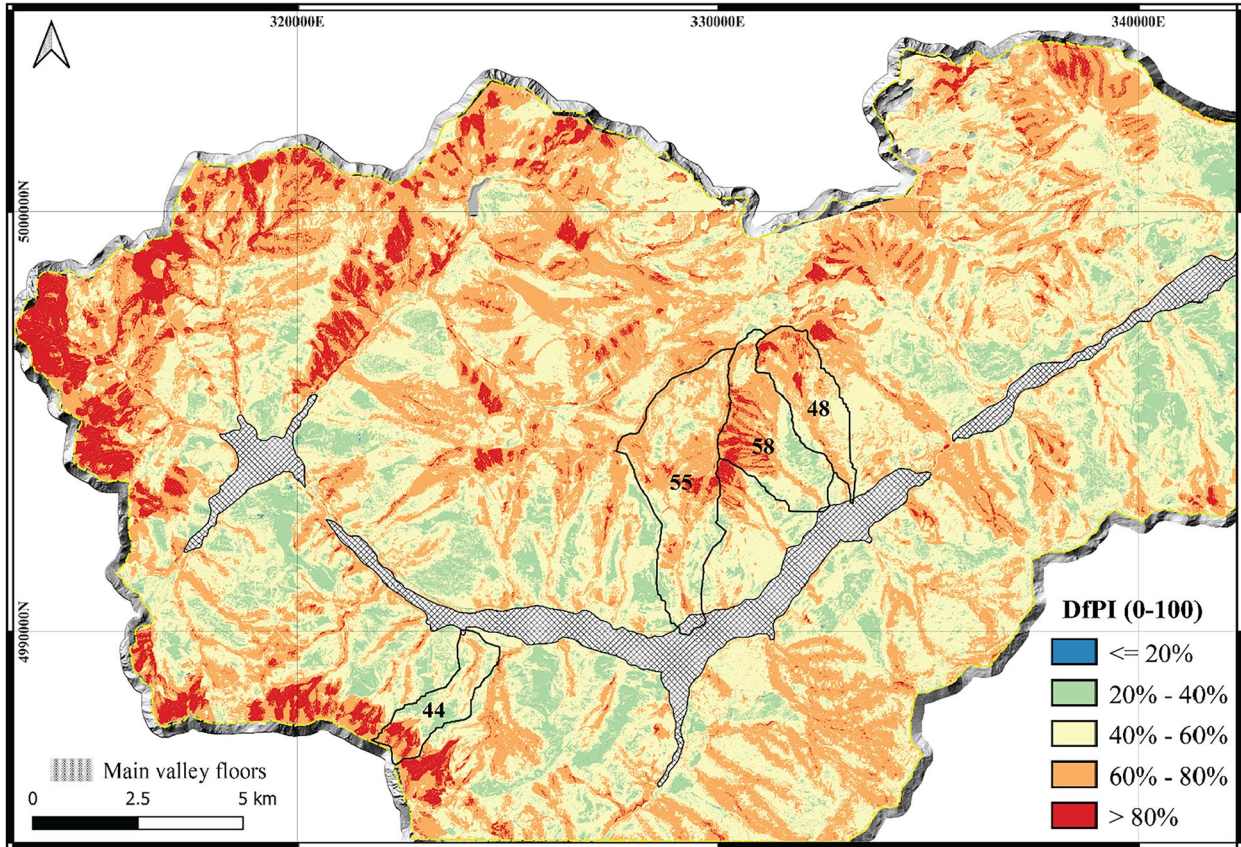 320000E
330000E
340000E
5000000N
4990000N
48
58
55
44
DfPI (0-100)
<= 20%
20% - 40%
40% - 60%
60% - 80%
> 80%
Main valley floors
0 2.5 5 km